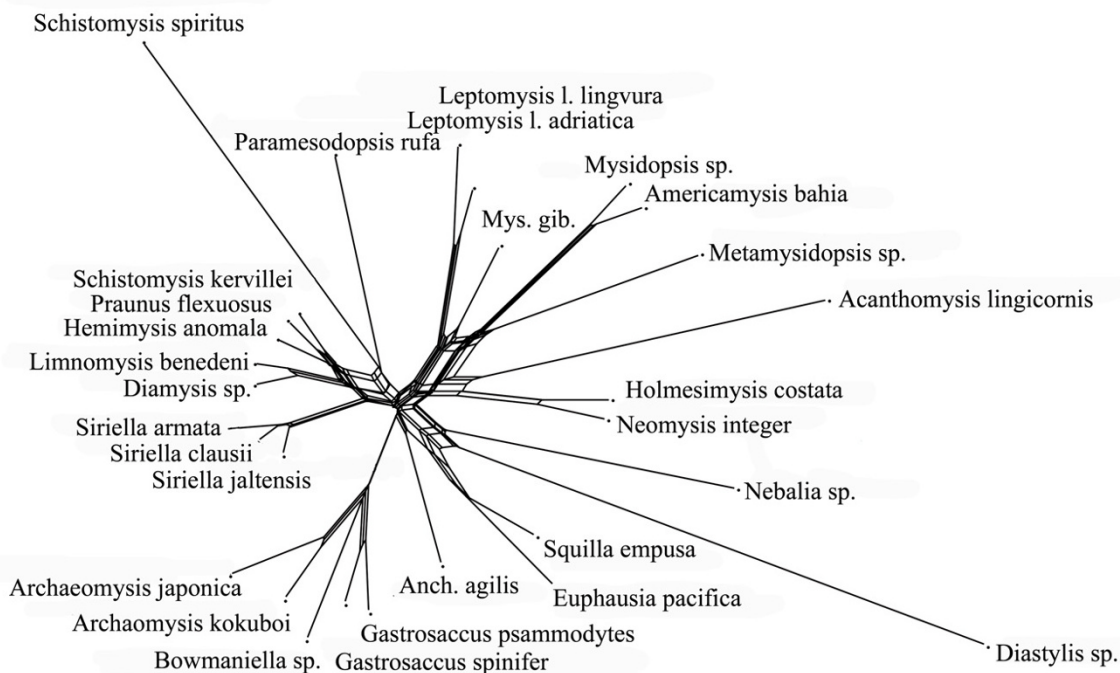 Schistomysis spiritus
Leptomysis l. lingvura
Leptomysis l. adriatica
Paramesodopsis rufa
Mysidopsis sp.
Americamysis bahia
Mys. gib.
Metamysidopsis sp.
Schistomysis kervillei
Praunus flexuosus
Hemimysis anomala
Acanthomysis lingicornis
Limnomysis benedeni
Diamysis sp.
Holmesimysis costata
Neomysis integer
Siriella armata
Siriella clausii
Siriella jaltensis
Nebalia sp.
Squilla empusa
Archaeomysis japonica
Anch. agilis
Euphausia pacifica
Archaomysis kokuboi
Gastrosaccus psammodytes
Bowmaniella sp.
Gastrosaccus spinifer
Diastylis sp.